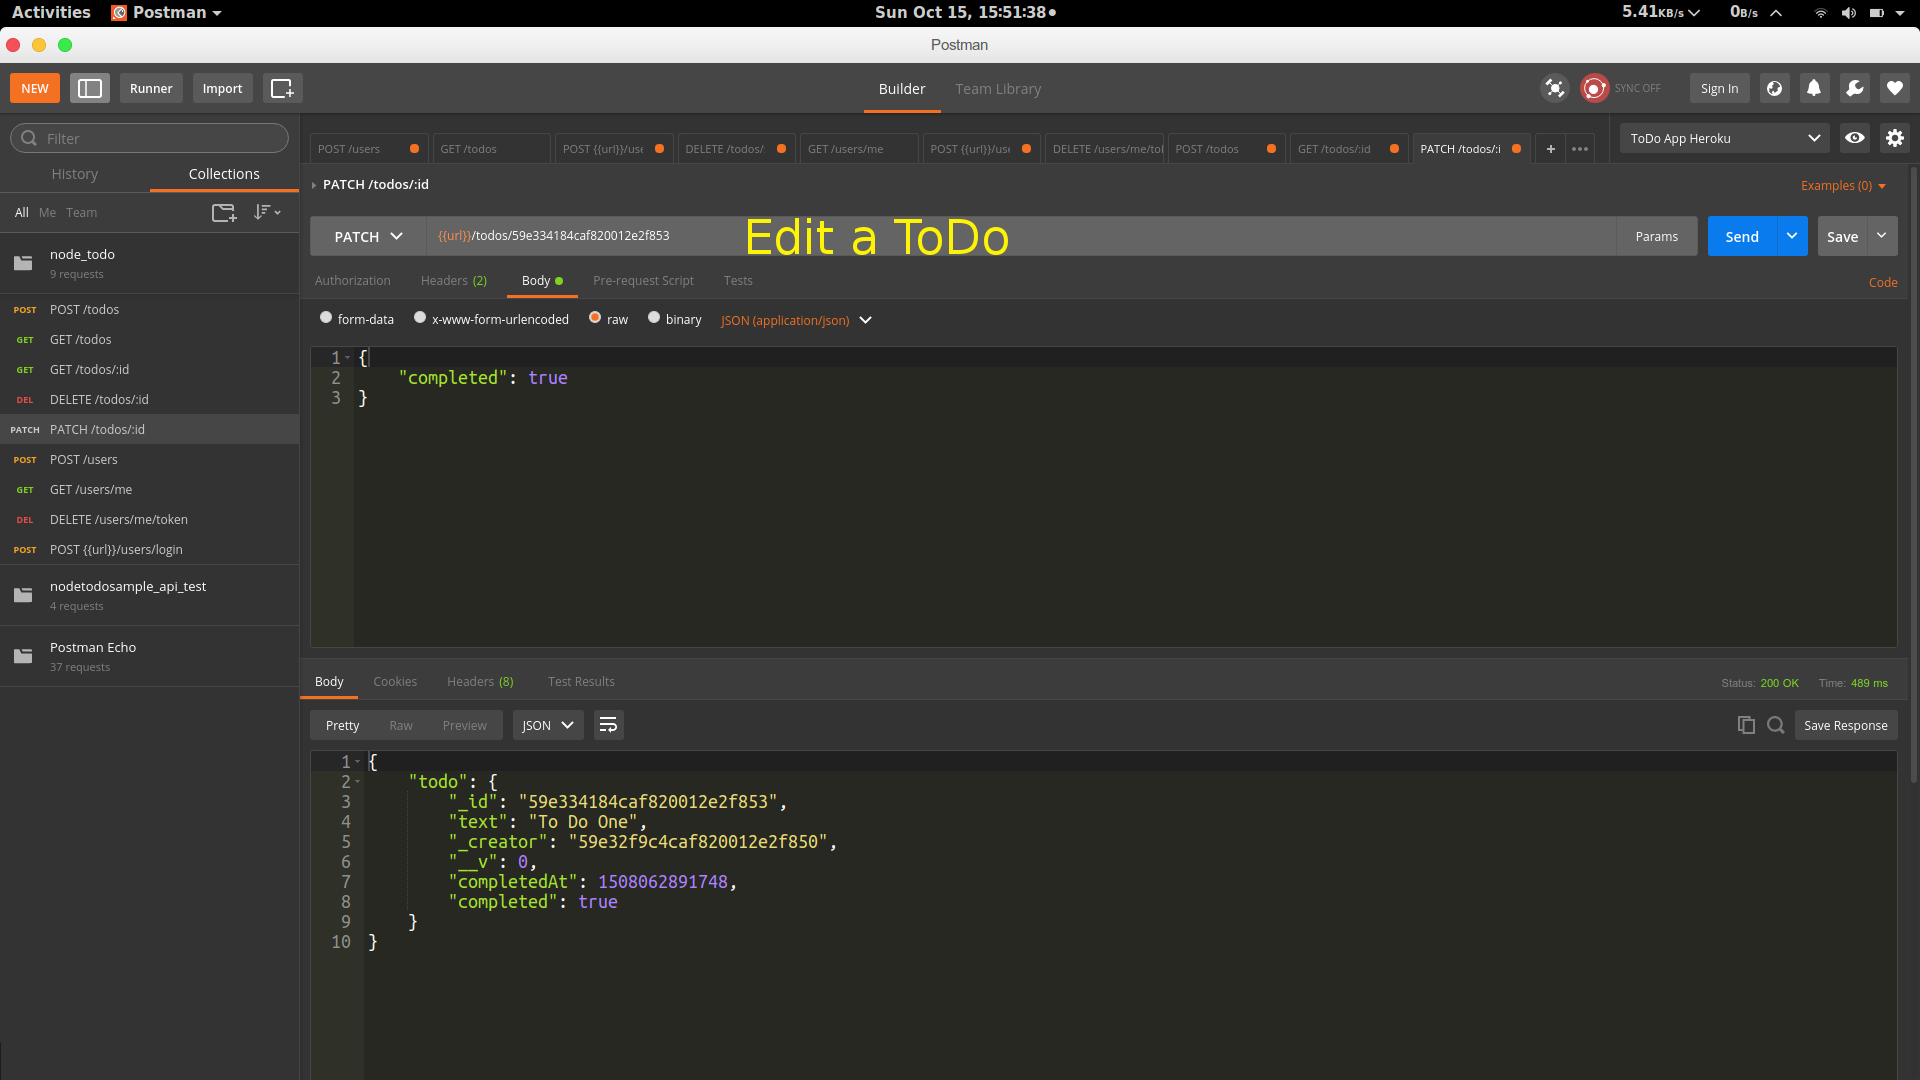 Activities Postman Sun Oct 15, 15:51:38 5.41KB/s 0B/s
Postman
NEW Runner Import Builder Team Library SYNC OFF Sign In
Filter
History Collections
All Me Team
node_todo
9 requests
POST POST /todos
GET GET /todos
GET GET /todos/:id
DEL DELETE /todos/:id
PATCH PATCH /todos/:id
POST POST /users
GET GET /users/me
DEL DELETE /users/me/token
POST POST {{url}}/users/login
nodetodosample_api_test
4 requests
Postman Echo
37 requests
POST /users GET /todos POST {{url}}/use DELETE /todos/: GET /users/me POST {{url}}/use DELETE /users/me/tok POST /todos GET /todos/:id PATCH /todos/:i + ••• ToDo App Heroku
PATCH /todos/:id Examples (0)
PATCH {{url}}/todos/59e334184caf820012e2f853 Edit a ToDo Params Send Save
Authorization Headers (2) Body Pre-request Script Tests Code
form-data x-www-form-urlencoded raw binary JSON (application/json)
1 {
2 "completed": true
3 }
Body Cookies Headers (8) Test Results Status: 200 OK Time: 489 ms
Pretty Raw Preview JSON Save Response
1 {
2 "todo": {
3 "_id": "59e334184caf820012e2f853",
4 "text": "To Do One",
5 "_creator": "59e32f9c4caf820012e2f850",
6 "__v": 0,
7 "completedAt": 1508062891748,
8 "completed": true
9 }
10 }